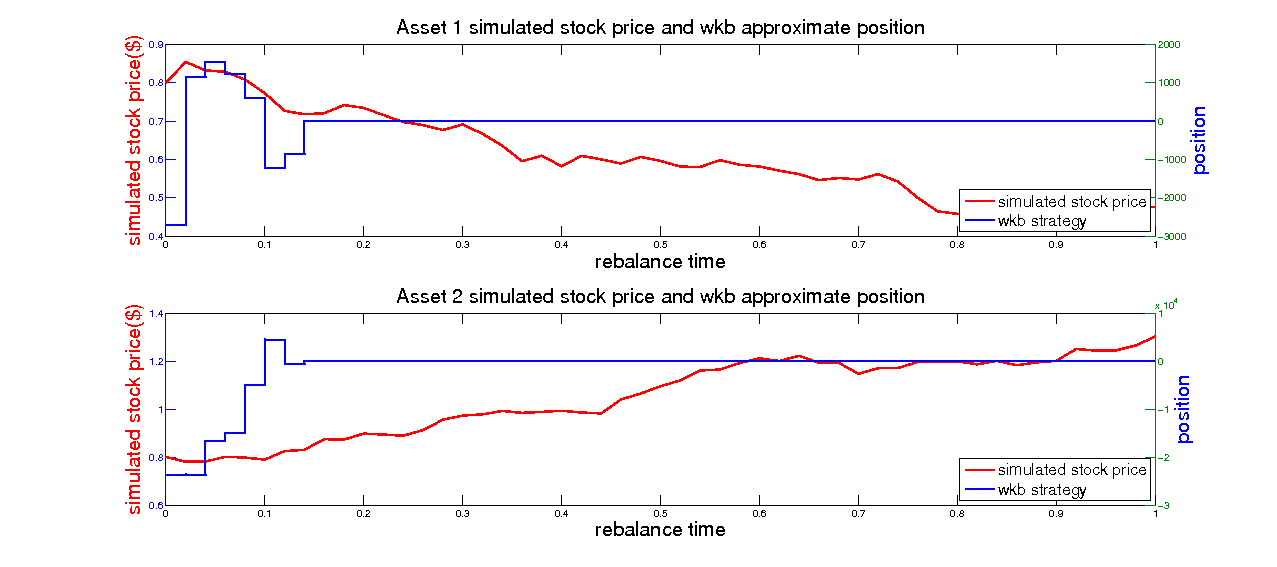 Asset 1 simulated stock price and wkb approximate position
simulated stock price($)
0.9
0.8
0.7
0.6
0.5
0.4
2000
1000
0
-1000
-2000
-3000
position
simulated stock price
wkb strategy
0 0.1 0.2 0.3 0.4 0.5 0.6 0.7 0.8 0.9 1
rebalance time
Asset 2 simulated stock price and wkb approximate position
simulated stock price($)
1.4
1.2
1
0.8
0.6
x 10^4
1
0
-1
-2
-3
position
simulated stock price
wkb strategy
0 0.1 0.2 0.3 0.4 0.5 0.6 0.7 0.8 0.9 1
rebalance time